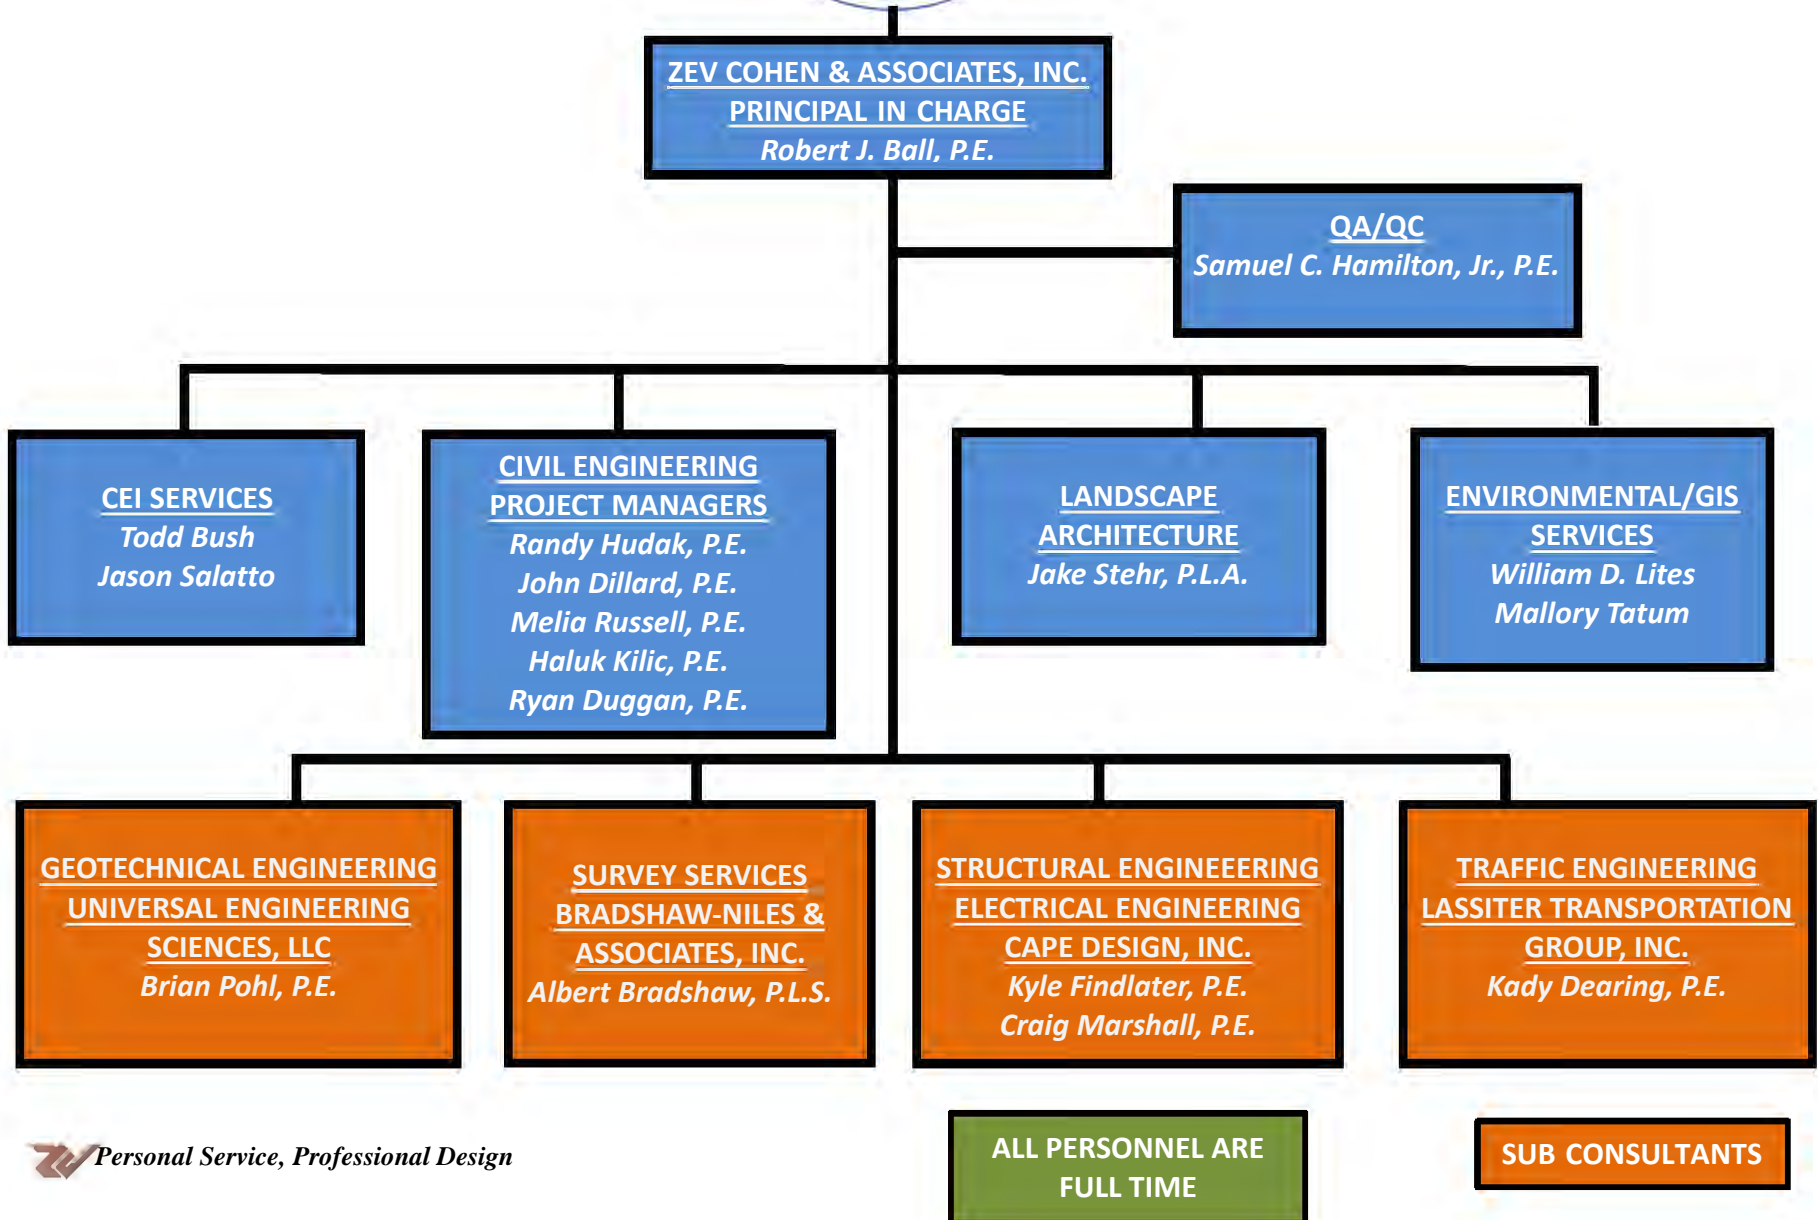 ZEV COHEN & ASSOCIATES, INC.
PRINCIPAL IN CHARGE
Robert J. Ball, P.E.
QA/QC
Samuel C. Hamilton, Jr., P.E.
CEI SERVICES
Todd Bush
Jason Salatto
CIVIL ENGINEERING
PROJECT MANAGERS
Randy Hudak, P.E.
John Dillard, P.E.
Melia Russell, P.E.
Haluk Kilic, P.E.
Ryan Duggan, P.E.
LANDSCAPE
ARCHITECTURE
Jake Stehr, P.L.A.
ENVIRONMENTAL/GIS
SERVICES
William D. Lites
Mallory Tatum
GEOTECHNICAL ENGINEERING
UNIVERSAL ENGINEERING
SCIENCES, LLC
Brian Pohl, P.E.
SURVEY SERVICES
BRADSHAW-NILES &
ASSOCIATES, INC.
Albert Bradshaw, P.L.S.
STRUCTURAL ENGINEEERING
ELECTRICAL ENGINEERING
CAPE DESIGN, INC.
Kyle Findlater, P.E.
Craig Marshall, P.E.
TRAFFIC ENGINEERING
LASSITER TRANSPORTATION
GROUP, INC.
Kady Dearing, P.E.
Personal Service, Professional Design
ALL PERSONNEL ARE
FULL TIME
SUB CONSULTANTS